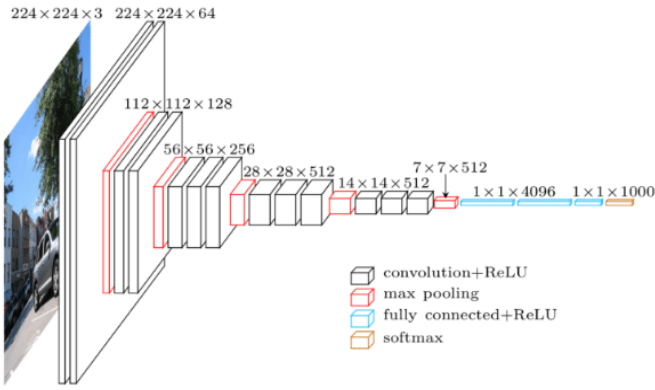 224×224×3 224×224×64
112×112×128
56×56×256
28×28×512
14×14×512
7×7×512
1×1×4096 1×1×1000
convolution+ReLU
max pooling
fully connected+ReLU
softmax